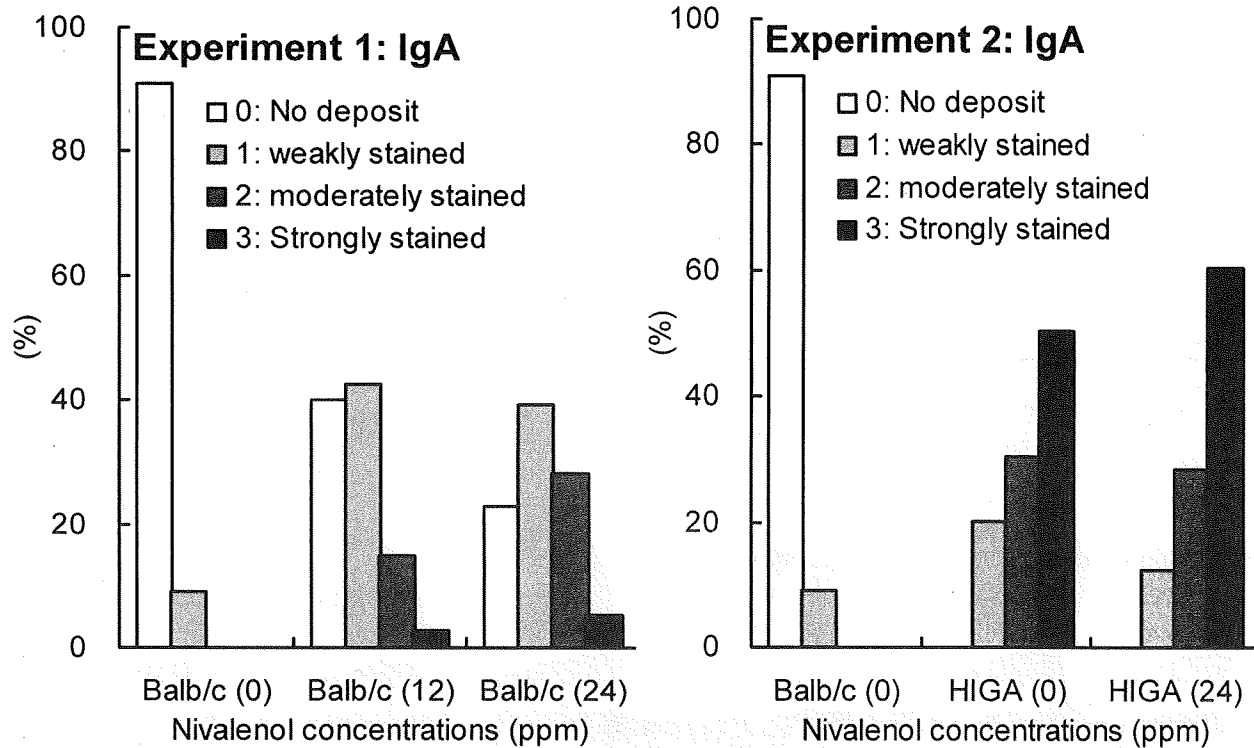 Experiment 1: IgA
0: No deposit
1: weakly stained
2: moderately stained
3: Strongly stained
100
80
60
40
20
0
(%)
Balb/c (0) Balb/c (12) Balb/c (24)
Nivalenol concentrations (ppm)
Experiment 2: IgA
0: No deposit
1: weakly stained
2: moderately stained
3: Strongly stained
100
80
60
40
20
0
(%)
Balb/c (0) HIGA (0) HIGA (24)
Nivalenol concentrations (ppm)